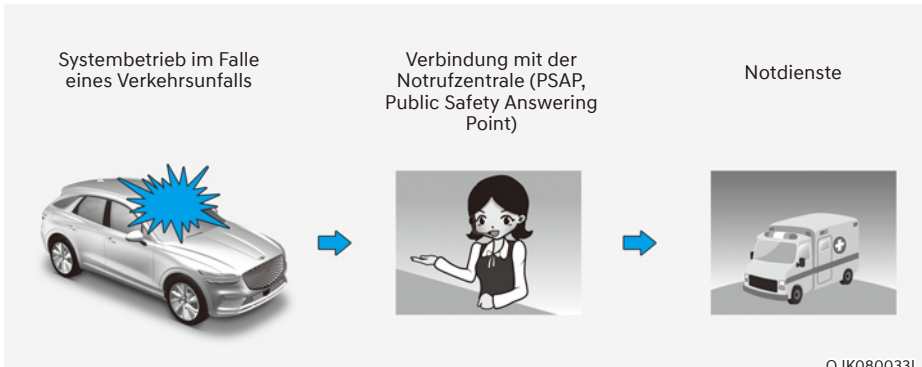 Systembetrieb im Falle
eines Verkehrsunfalls
Verbindung mit der
Notrufzentrale (PSAP,
Public Safety Answering
Point)
Notdienste